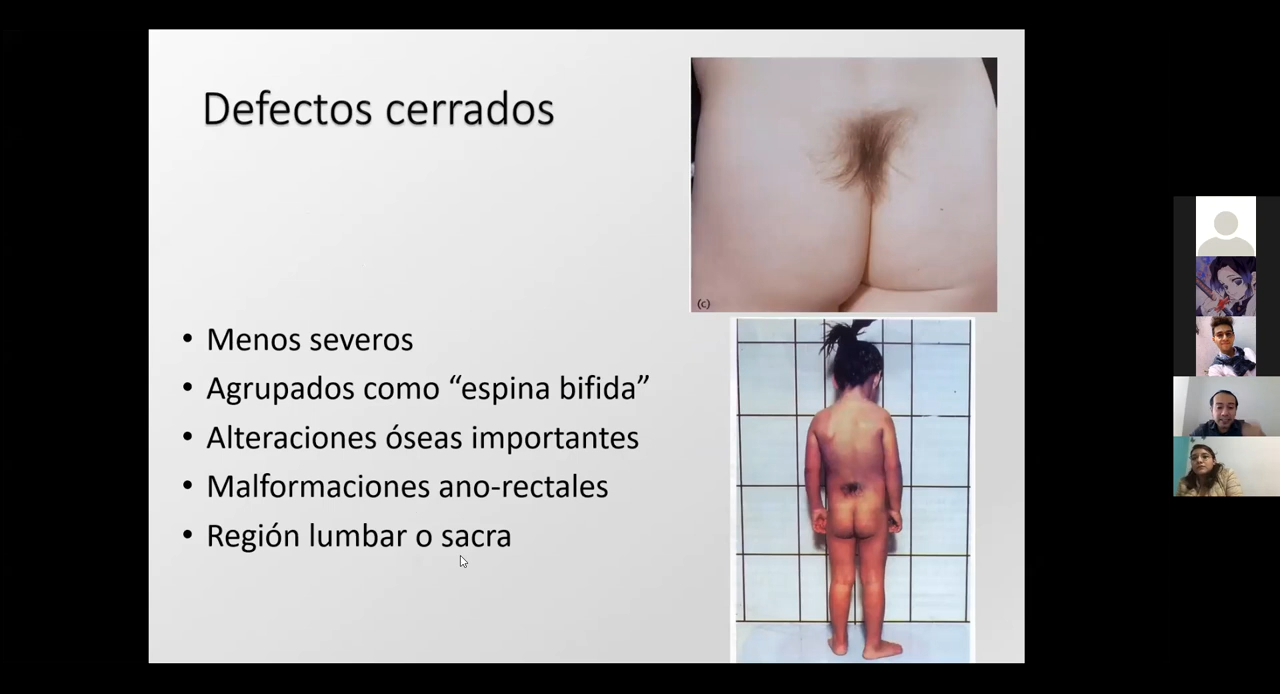 Defectos cerrados
(c)
• Menos severos
• Agrupados como “espina bifida”
• Alteraciones óseas importantes
• Malformaciones ano-rectales
• Región lumbar o sacra